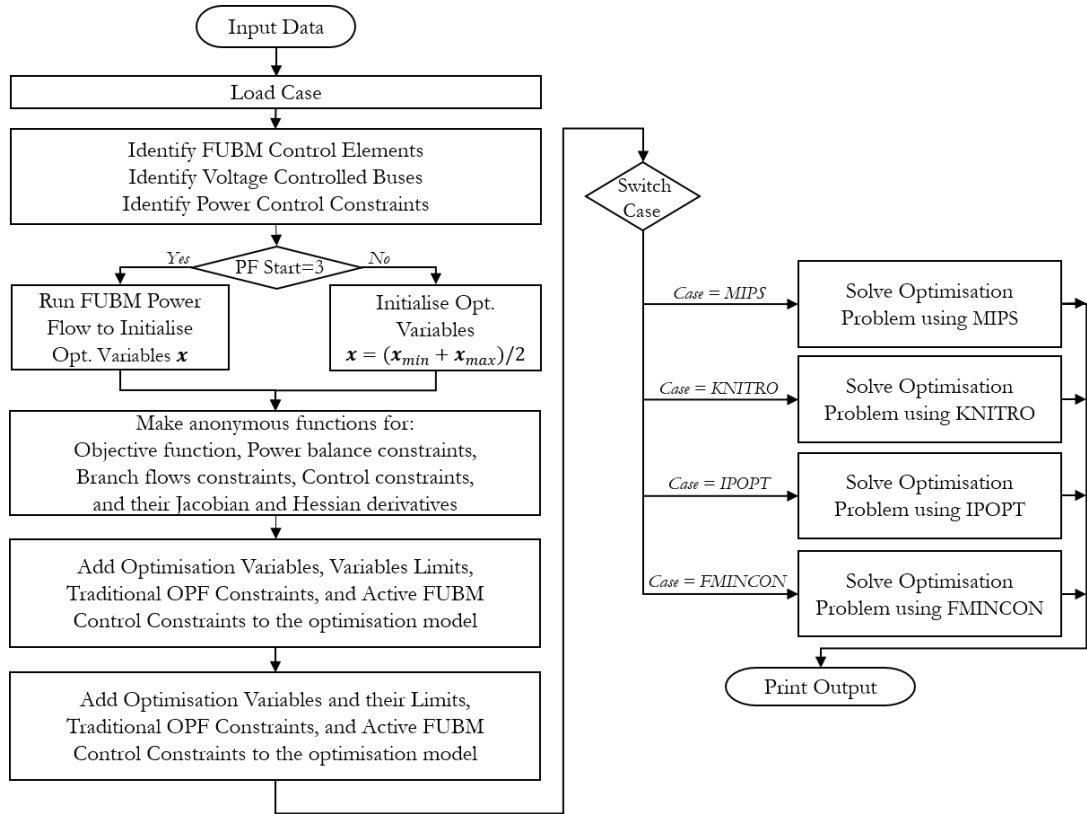 Input Data
Load Case
Identify FUBM Control Elements
Identify Voltage Controlled Buses
Identify Power Control Constraints
Yes
PF Start=3
No
Run FUBM Power
Flow to Initialise
Opt. Variables x
Initialise Opt.
Variables
x = (x_min + x_max)/2
Make anonymous functions for:
Objective function, Power balance constraints,
Branch flows constraints, Control constraints,
and their Jacobian and Hessian derivatives
Add Optimisation Variables, Variables Limits,
Traditional OPF Constraints, and Active FUBM
Control Constraints to the optimisation model
Add Optimisation Variables and their Limits,
Traditional OPF Constraints, and Active FUBM
Control Constraints to the optimisation model
Switch
Case
Case = MIPS
Solve Optimisation
Problem using MIPS
Case = KNITRO
Solve Optimisation
Problem using KNITRO
Case = IPOPT
Solve Optimisation
Problem using IPOPT
Case = FMINCON
Solve Optimisation
Problem using FMINCON
Print Output